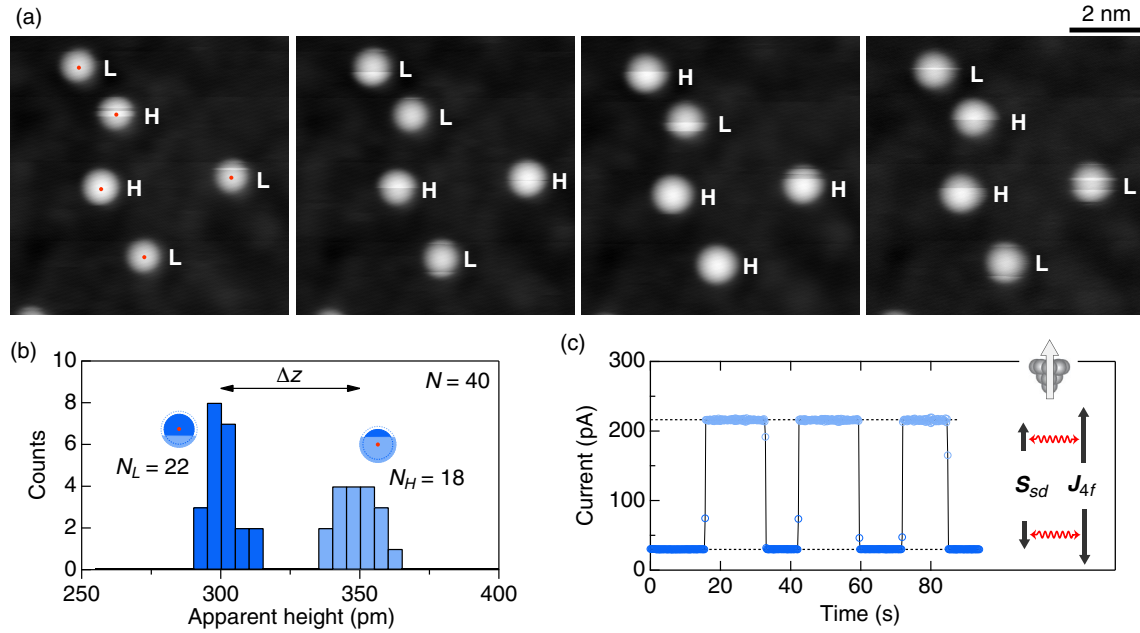 (a)
2 nm
L
H
H
L
L
L
L
H
H
L
H
L
H
H
H
L
H
H
L
L
(b)
10
8
6
4
2
0
Counts
Δz
N = 40
N_L = 22
N_H = 18
250
300
350
400
Apparent height (pm)
(c)
300
200
100
0
Current (pA)
0
20
40
60
80
Time (s)
S_sd
J_4f